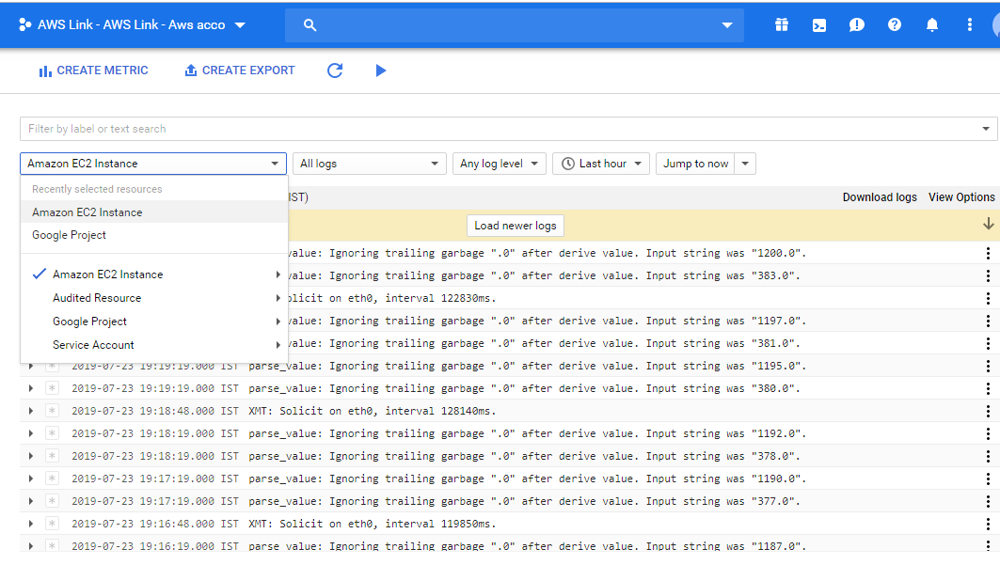 AWS Link - AWS Link - Aws acco
CREATE METRIC CREATE EXPORT
Filter by label or text search
Amazon EC2 Instance All logs Any log level Last hour Jump to now
Recently selected resources
Amazon EC2 Instance
Google Project
Amazon EC2 Instance
Audited Resource
Google Project
Service Account
IST) Download logs View Options
Load newer logs
value: Ignoring trailing garbage ".0" after derive value. Input string was "1200.0".
value: Ignoring trailing garbage ".0" after derive value. Input string was "383.0".
olicit on eth0, interval 122830ms.
value: Ignoring trailing garbage ".0" after derive value. Input string was "1197.0".
value: Ignoring trailing garbage ".0" after derive value. Input string was "381.0".
2019-07-23 19:19:19.000 IST parse_value: Ignoring trailing garbage ".0" after derive value. Input string was "1195.0".
2019-07-23 19:19:19.000 IST parse_value: Ignoring trailing garbage ".0" after derive value. Input string was "380.0".
2019-07-23 19:18:48.000 IST XMT: Solicit on eth0, interval 128140ms.
2019-07-23 19:18:19.000 IST parse_value: Ignoring trailing garbage ".0" after derive value. Input string was "1192.0".
2019-07-23 19:18:19.000 IST parse_value: Ignoring trailing garbage ".0" after derive value. Input string was "378.0".
2019-07-23 19:17:19.000 IST parse_value: Ignoring trailing garbage ".0" after derive value. Input string was "1190.0".
2019-07-23 19:17:19.000 IST parse_value: Ignoring trailing garbage ".0" after derive value. Input string was "377.0".
2019-07-23 19:16:48.000 IST XMT: Solicit on eth0, interval 119850ms.
2019-07-23 19:16:19.000 IST parse_value: Ignoring trailing garbage ".0" after derive value. Input string was "1187.0".